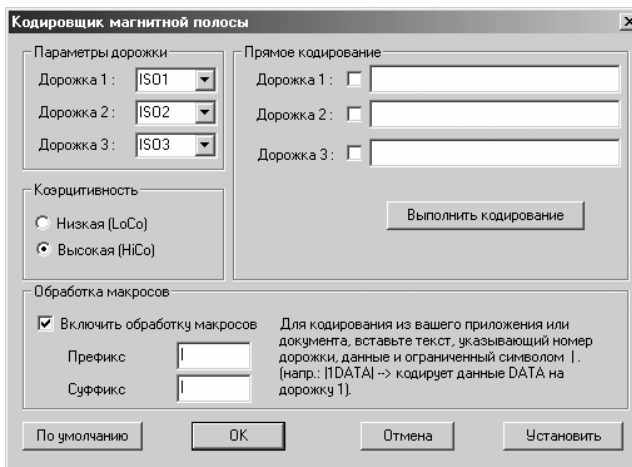 Кодировщик магнитной полосы
Параметры дорожки
Дорожка 1 : ISO1
Дорожка 2 : ISO2
Дорожка 3 : ISO3
Прямое кодирование
Дорожка 1 :
Дорожка 2 :
Дорожка 3 :
Выполнить кодирование
Коэрцитивность
Низкая (LoCo)
Высокая (HiCo)
Обработка макросов
Включить обработку макросов
Префикс |
Суффикс |
Для кодирования из вашего приложения или
документа, вставьте текст, указывающий номер
дорожки, данные и ограниченный символом | .
(напр.: |1DATA| --> кодирует данные DATA на
дорожку 1).
По умолчанию
OK
Отмена
Установить